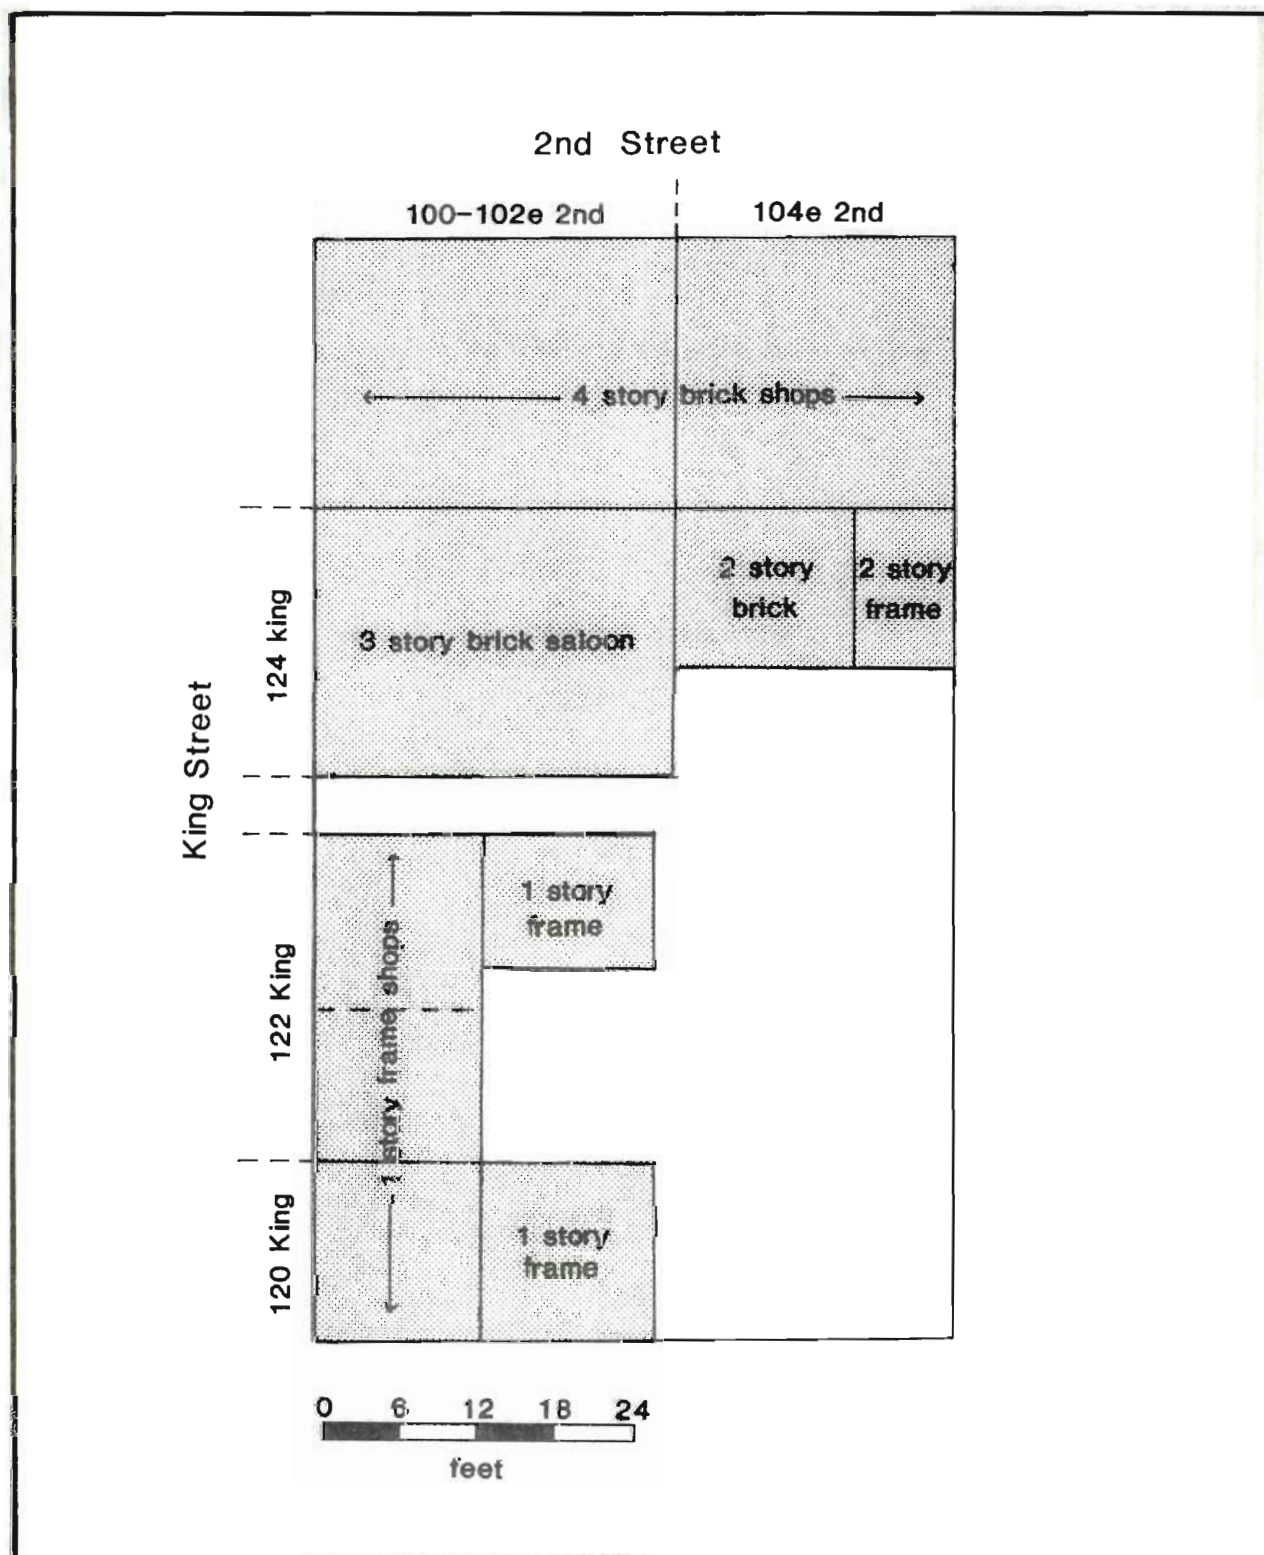 2nd Street
100-102e 2nd
104e 2nd
4 story brick shops
2 story
brick
2 story
frame
3 story brick saloon
124 king
King Street
1 story
frame
1 story frame shops
122 King
120 King
1 story
frame
0 6 12 18 24
feet